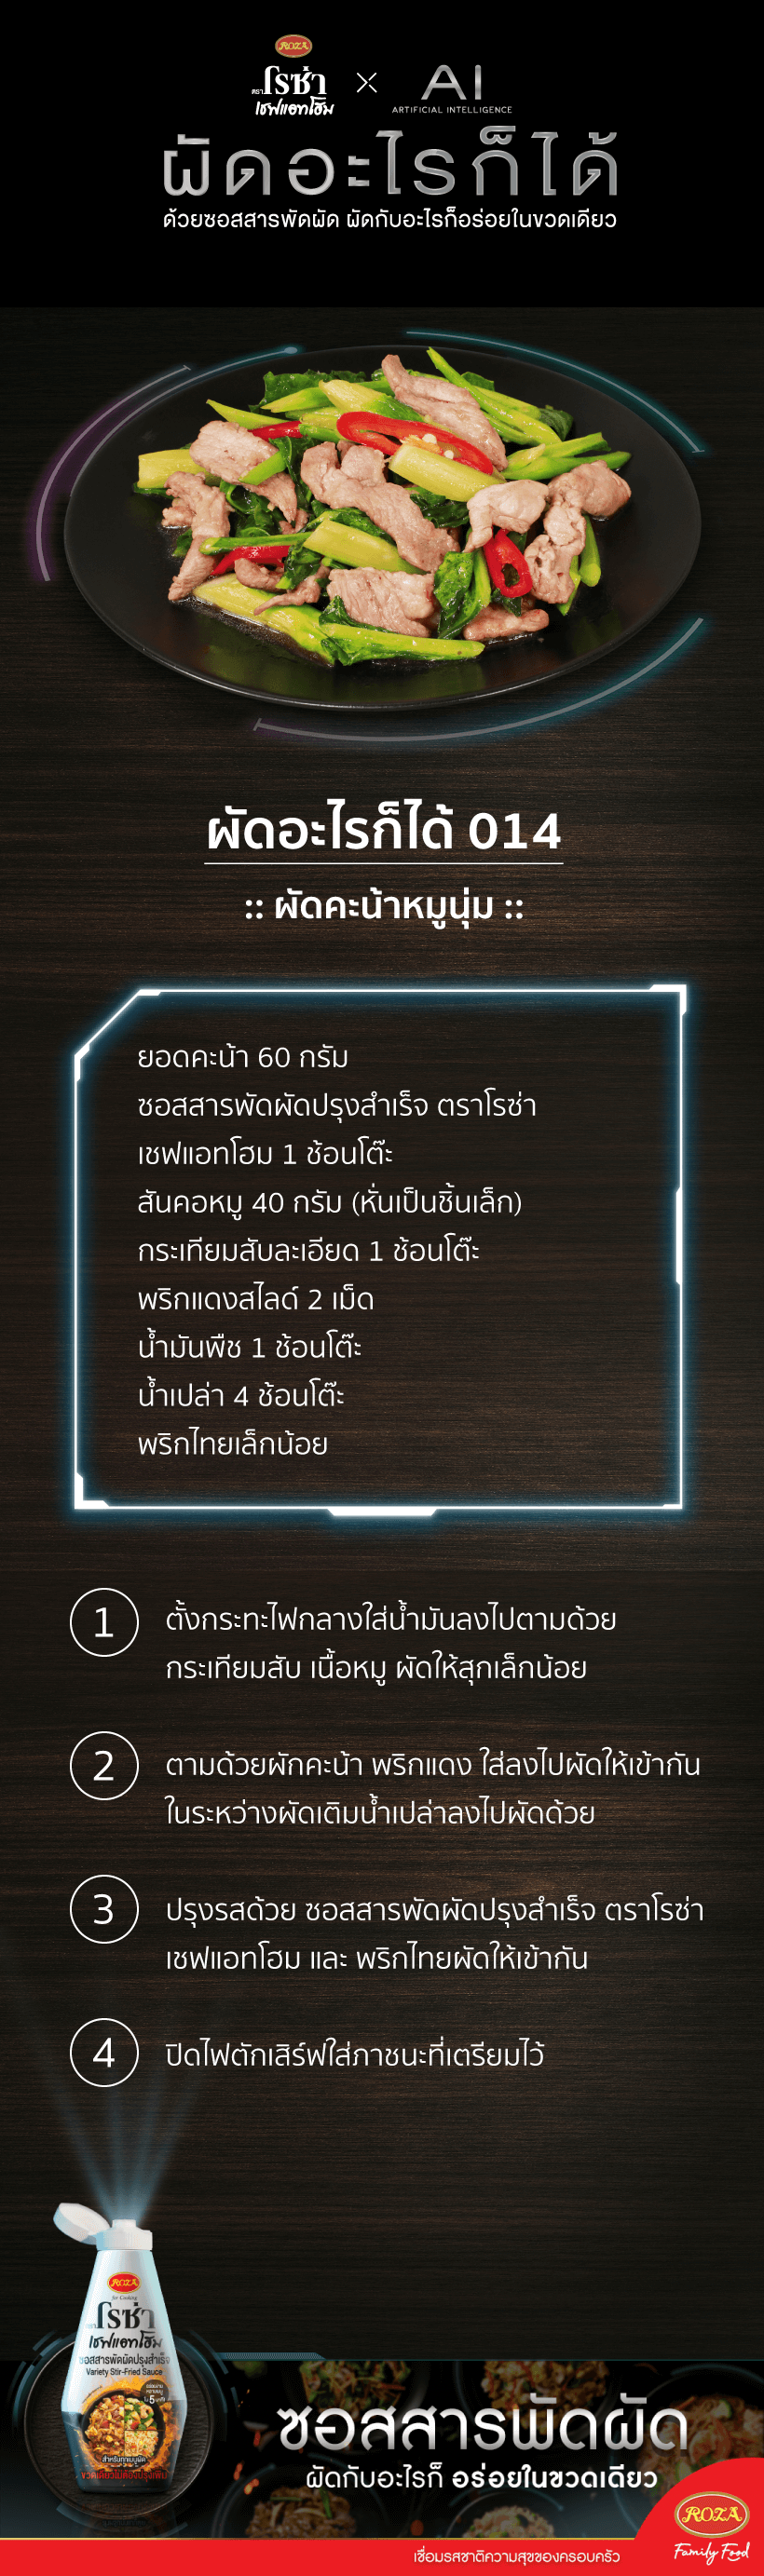 ROZA
ตราโรซ่า × AI
เชฟแอทโฮม ARTIFICIAL INTELLIGENCE
ผัดอะไรก็ได้
ด้วยซอสสารพัดผัด ผัดกับอะไรก็อร่อยในขวดเดียว
ผัดอะไรก็ได้ 014
:: ผัดคะน้าหมูนุ่ม ::
ยอดคะน้า 60 กรัม
ซอสสารพัดผัดปรุงสำเร็จ ตราโรซ่า
เชฟแอทโฮม 1 ช้อนโต๊ะ
สันคอหมู 40 กรัม (หั่นเป็นชิ้นเล็ก)
กระเทียมสับละเอียด 1 ช้อนโต๊ะ
พริกแดงสไลด์ 2 เม็ด
น้ำมันพืช 1 ช้อนโต๊ะ
น้ำเปล่า 4 ช้อนโต๊ะ
พริกไทยเล็กน้อย
1 ตั้งกระทะไฟกลางใส่น้ำมันลงไปตามด้วย
กระเทียมสับ เนื้อหมู ผัดให้สุกเล็กน้อย
2 ตามด้วยผักคะน้า พริกแดง ใส่ลงไปผัดให้เข้ากัน
ในระหว่างผัดเติมน้ำเปล่าลงไปผัดด้วย
3 ปรุงรสด้วย ซอสสารพัดผัดปรุงสำเร็จ ตราโรซ่า
เชฟแอทโฮม และ พริกไทยผัดให้เข้ากัน
4 ปิดไฟตักเสิร์ฟใส่ภาชนะที่เตรียมไว้
ROZA
for Cooking
โรซ่า
เชฟแอทโฮม
ซอสสารพัดผัดปรุงสำเร็จ
Variety Stir-Fried Sauce
สำหรับทุกเมนูผัด
ซอสสารพัดผัด
ผัดกับอะไรก็ อร่อยในขวดเดียว
ROZA
Family Food
เชื่อมรสชาติความสุขของครอบครัว